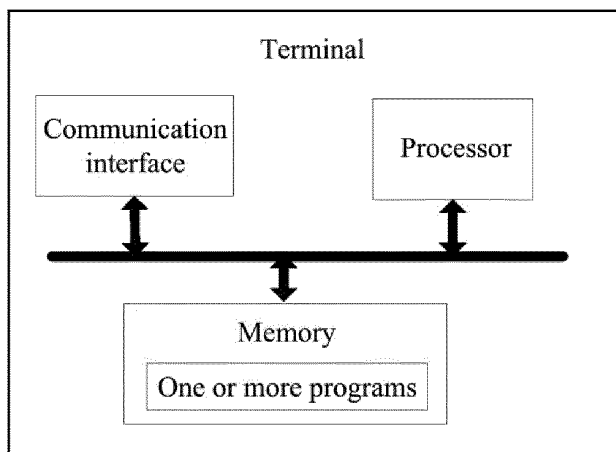 Terminal
Communication
interface
Processor
Memory
One or more programs